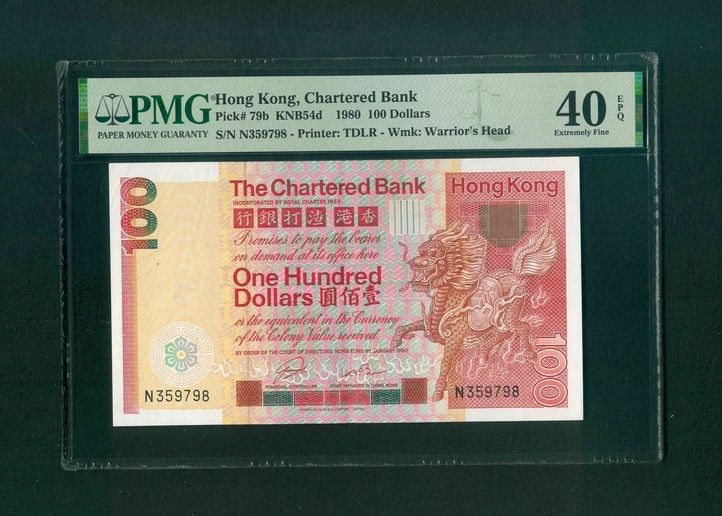 PMG
PAPER MONEY GUARANTY
Hong Kong, Chartered Bank
Pick# 79b KNB54d 1980 100 Dollars
S/N N359798 - Printer: TDLR - Wmk: Warrior's Head
40 EPQ
Extremely Fine
100
The Chartered Bank
INCORPORATED BY ROYAL CHARTER 1853
行銀打渣港香
Promises to pay the bearer
on demand at its office here
One Hundred
Dollars 圓佰壹
or the equivalent in the Currency
of the Colony Value received.
BY ORDER OF THE COURT OF DIRECTORS: HONG KONG 1ST JANUARY 1980
FINANCIAL CONTROLLER CHIEF MANAGER IN HONG KONG
N359798
HongKong
100
N359798